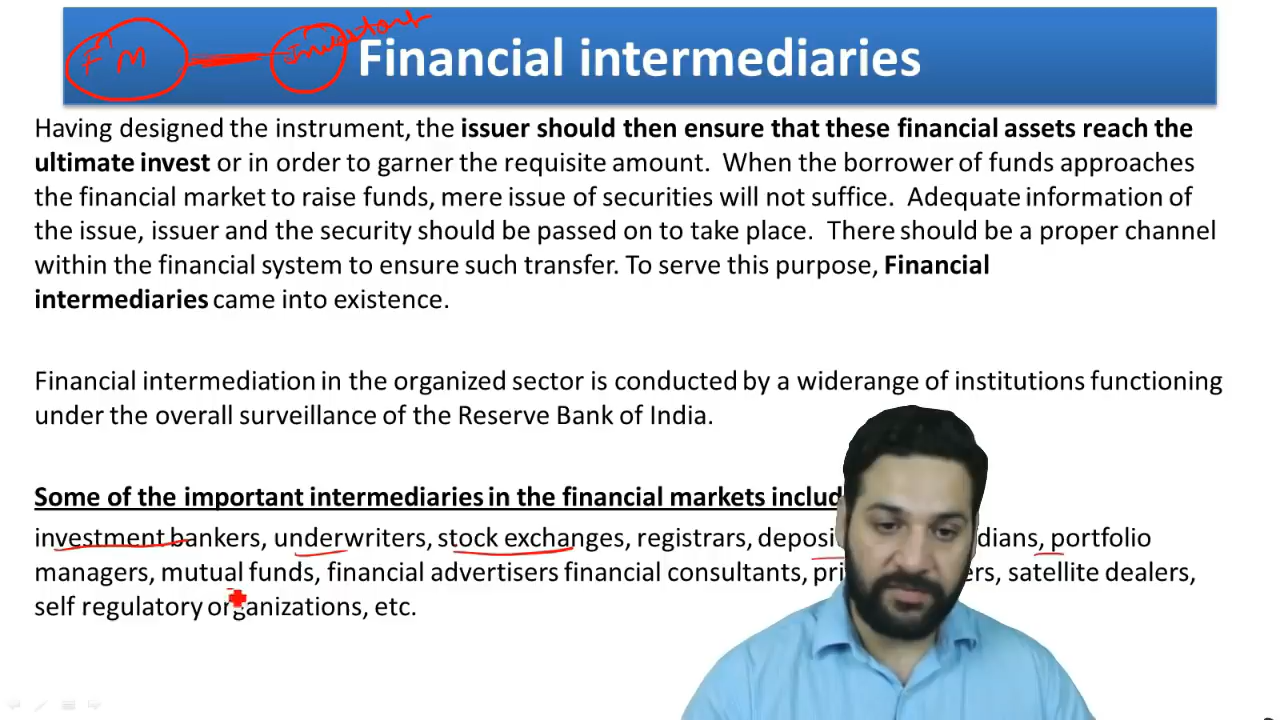 FM
Investors
Financial intermediaries
Having designed the instrument, the issuer should then ensure that these financial assets reach the
ultimate invest or in order to garner the requisite amount. When the borrower of funds approaches
the financial market to raise funds, mere issue of securities will not suffice. Adequate information of
the issue, issuer and the security should be passed on to take place. There should be a proper channel
within the financial system to ensure such transfer. To serve this purpose, Financial
intermediaries came into existence.
Financial intermediation in the organized sector is conducted by a widerange of institutions functioning
under the overall surveillance of the Reserve Bank of India.
Some of the important intermediaries in the financial markets
investment bankers, underwriters, stock exchanges, registrars, portfolio
managers, mutual funds, financial advertisers financial consultants, satellite dealers,
self regulatory organizations, etc.